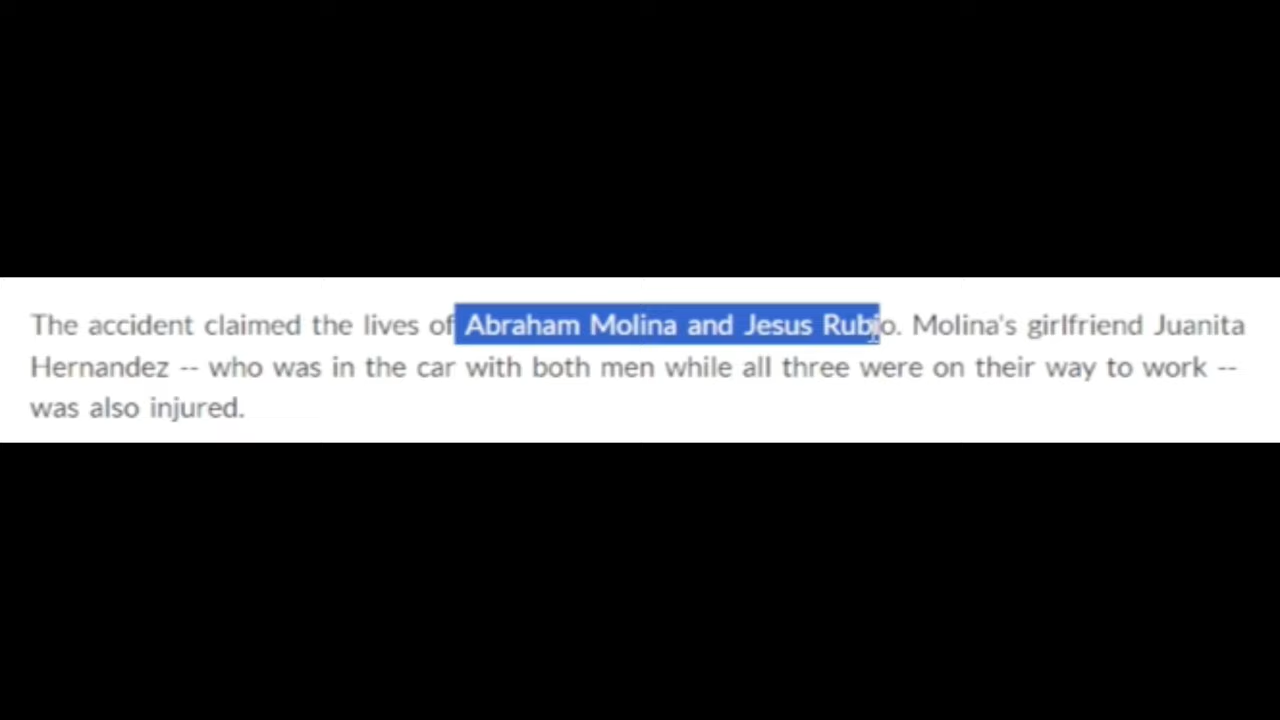 The accident claimed the lives of Abraham Molina and Jesus Rubio. Molina's girlfriend Juanita
Hernandez -- who was in the car with both men while all three were on their way to work --
was also injured.